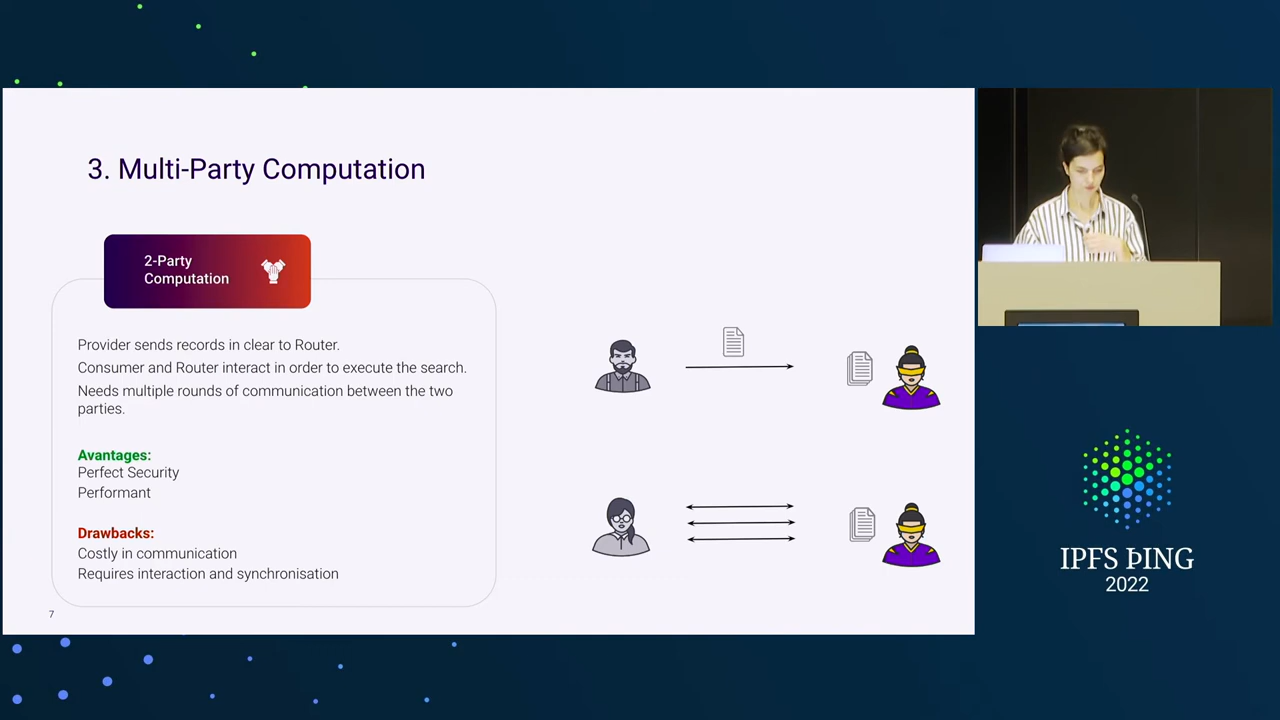 3. Multi-Party Computation
2-Party
Computation
Provider sends records in clear to Router.
Consumer and Router interact in order to execute the search.
Needs multiple rounds of communication between the two
parties.
Avantages:
Perfect Security
Performant
Drawbacks:
Costly in communication
Requires interaction and synchronisation
7
IPFS ÞING
2022